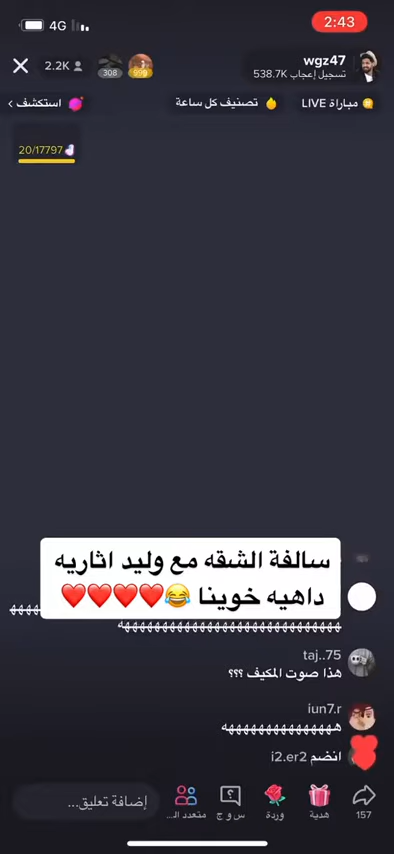 2:43
4G
wgz47
538.7K تسجيل إعجاب
308
999
2.2K
مباراة LIVE
تصنيف كل ساعة
استكشف >
20/17797
سالفة الشقه مع وليد اثاريه
داهيه خوينا 😂❤️❤️❤️❤️
taj..75
هذا صوت المكيف ؟؟؟
iun7.r
ههههههههههههههههه
i2.er2 انضم
إضافة تعليق...
متعدد الـ...
س و ج
وردة
هدية
157